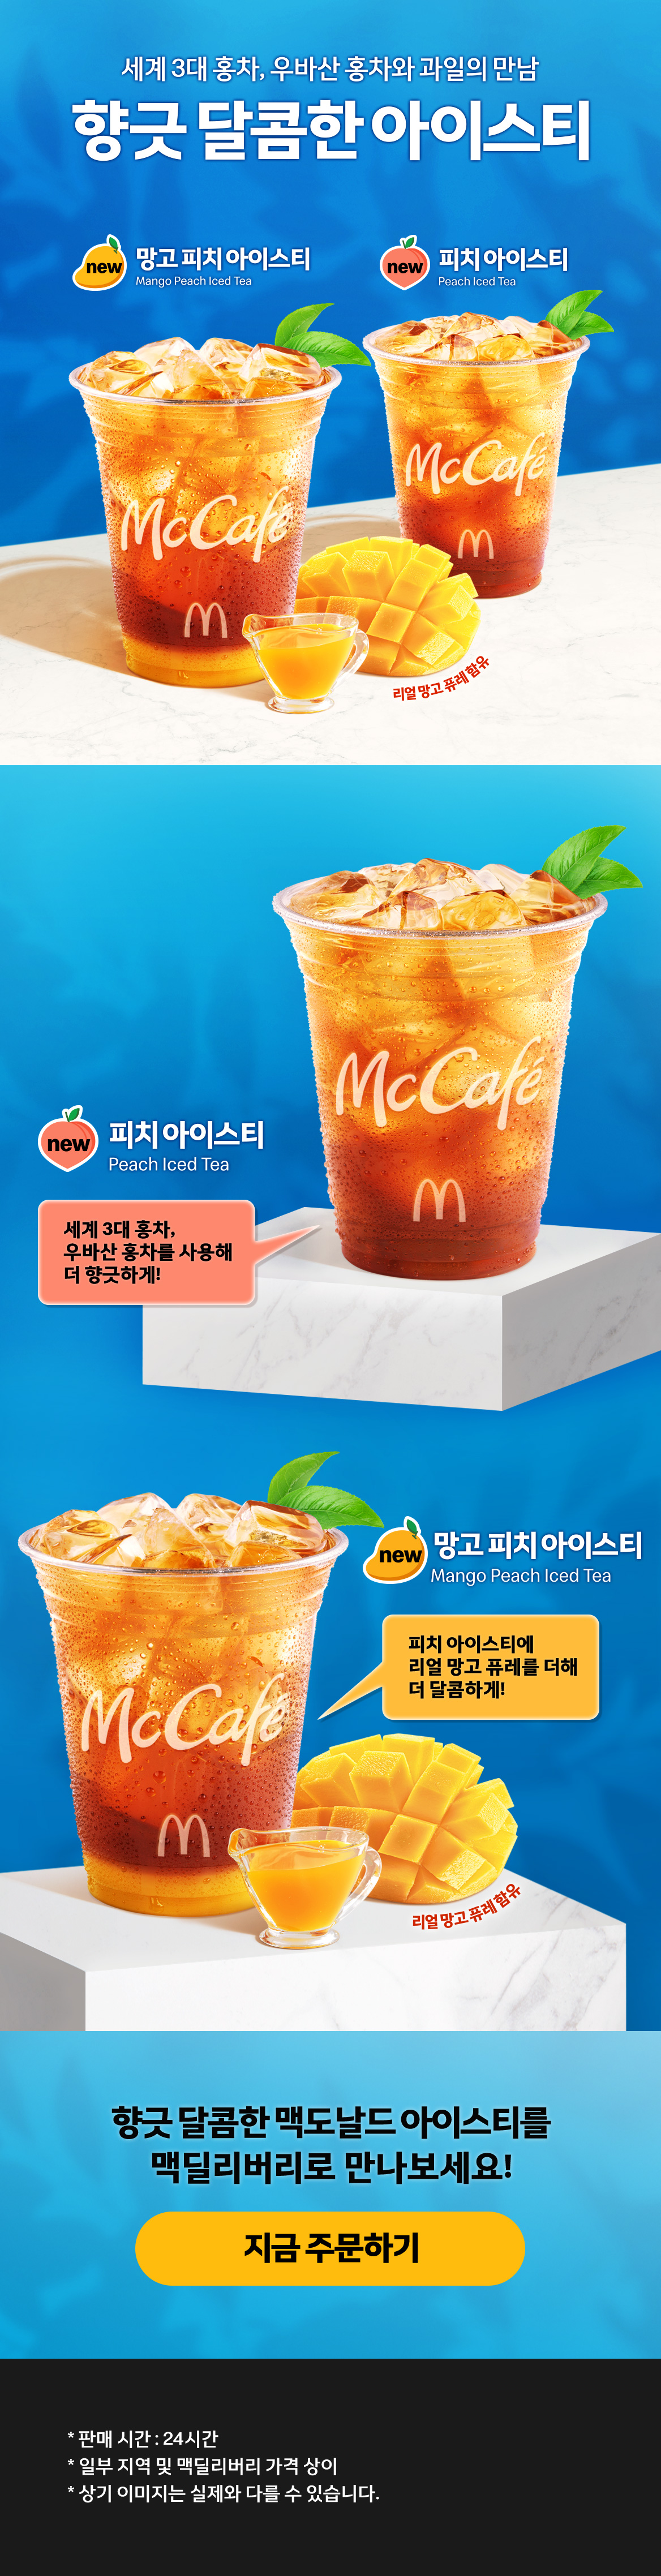 세계 3대 홍차, 우바산 홍차와 과일의 만남
향긋 달콤한 아이스티
new 망고 피치 아이스티
Mango Peach Iced Tea
new 피치 아이스티
Peach Iced Tea
McCafé
McCafé
리얼 망고 퓨레 함유
McCafé
new 피치 아이스티
Peach Iced Tea
세계 3대 홍차,
우바산 홍차를 사용해
더 향긋하게!
new 망고 피치 아이스티
Mango Peach Iced Tea
피치 아이스티에
리얼 망고 퓨레를 더해
더 달콤하게!
McCafé
리얼 망고 퓨레 함유
향긋 달콤한 맥도날드 아이스티를
맥딜리버리로 만나보세요!
지금 주문하기
* 판매 시간 : 24시간
* 일부 지역 및 맥딜리버리 가격 상이
* 상기 이미지는 실제와 다를 수 있습니다.